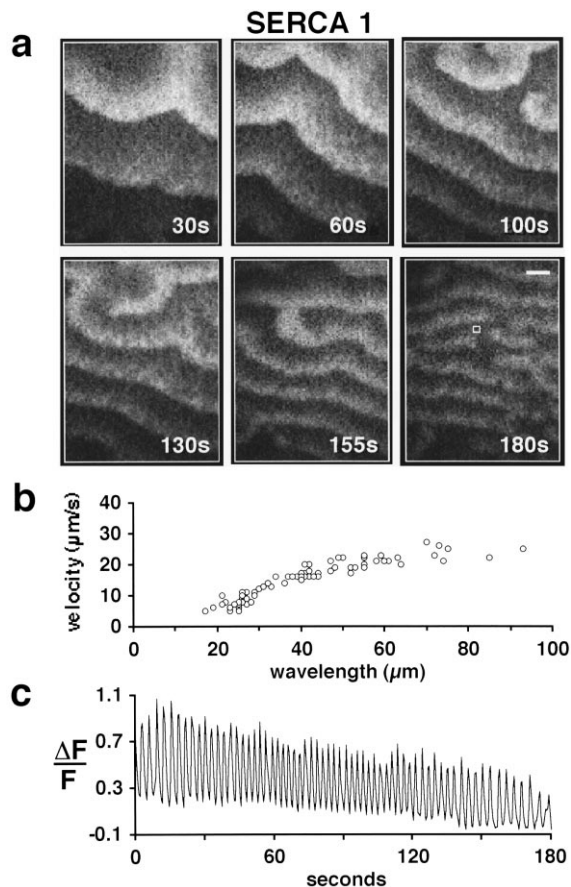 SERCA 1
a
30s
60s
100s
130s
155s
180s
b
velocity (µm/s)
40
30
20
10
0
0 20 40 60 80 100
wavelength (µm)
c
ΔF
F
1.1
0.7
0.3
-0.1
0 60 120 180
seconds